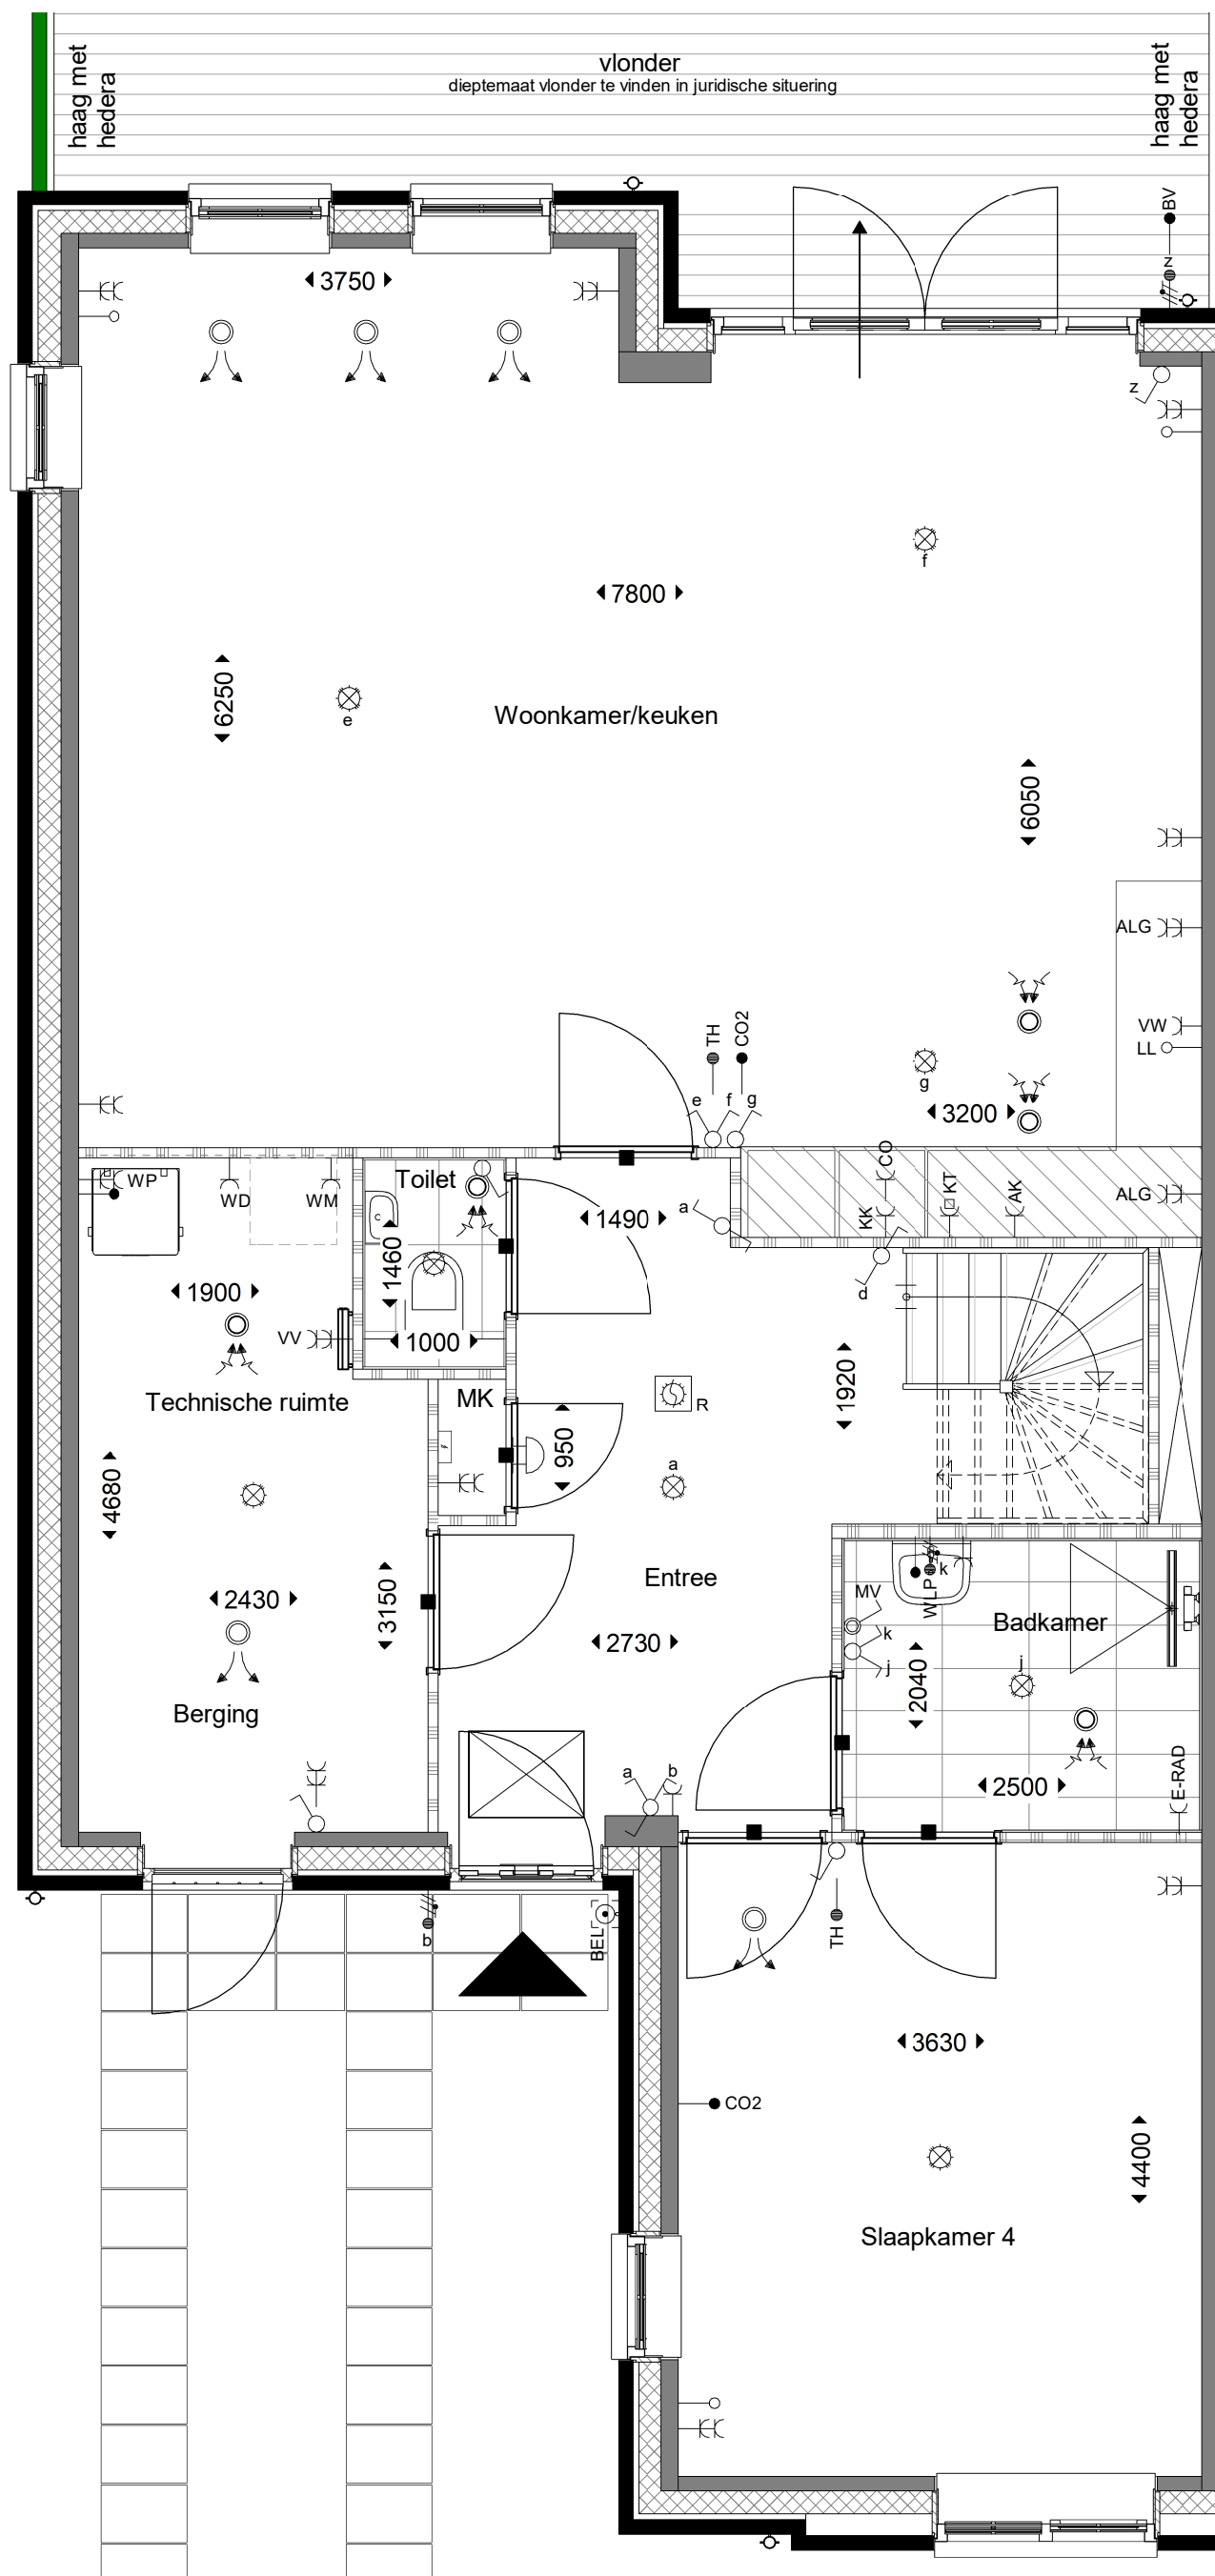 haag met
hedera
vlonder
dieptemaat vlonder te vinden in juridische situering
haag met
hedera
BV
z
3750
z
f
7800
6250
e
Woonkamer/keuken
6050
ALG
VW
LL
TH
CO2
g
e
f
g
3200
WP
WD
WM
Toilet
1490
a
CO
KK
KT
AK
ALG
1460
d
1900
VV
1000
1920
Technische ruimte
MK
R
950
a
4680
2430
3150
Entree
WLP
k
MV
k
j
Badkamer
2730
j
2040
Berging
a
b
2500
E-RAD
b
BEL
TH
3630
CO2
4400
Slaapkamer 4